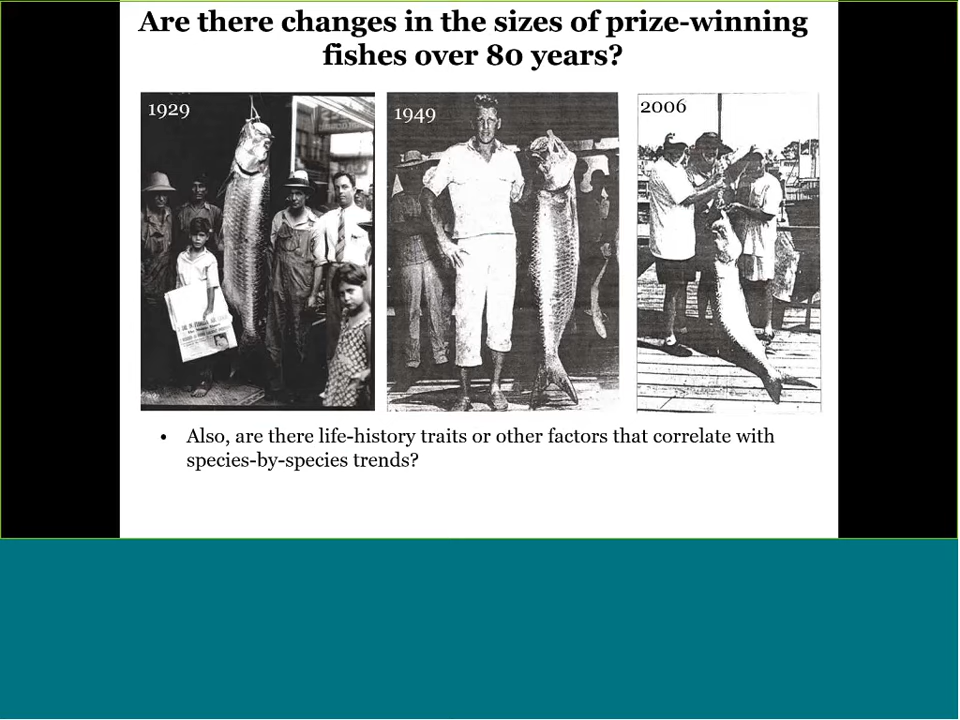 Are there changes in the sizes of prize-winning
fishes over 80 years?
1929
1949
2006
• Also, are there life-history traits or other factors that correlate with
species-by-species trends?